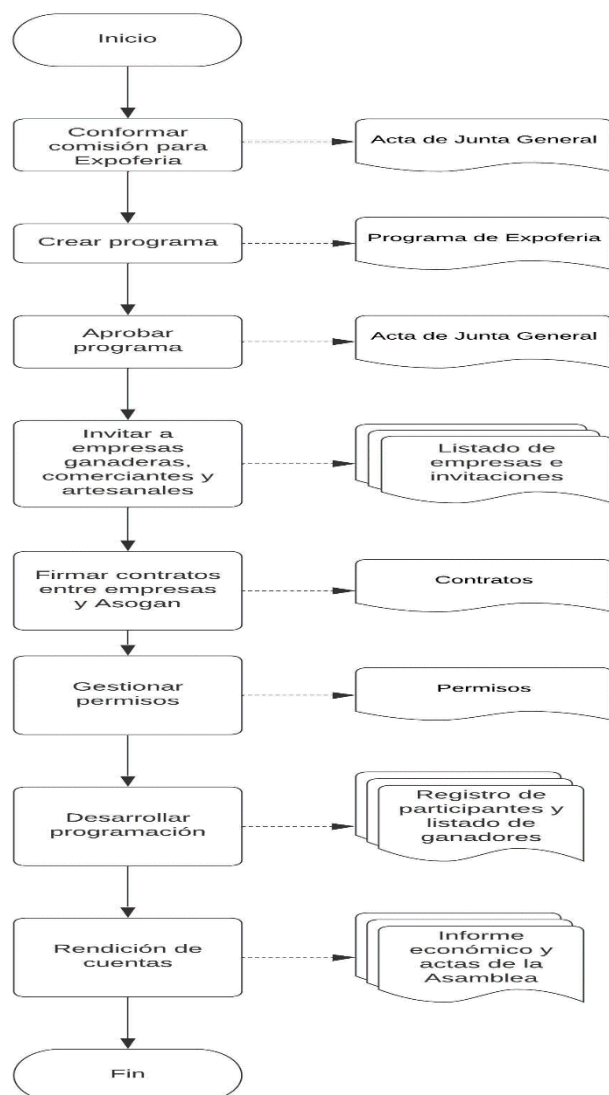 Inicio
Conformar
comisión para
Expoferia
Acta de Junta General
Crear programa
Programa de Expoferia
Aprobar
programa
Acta de Junta General
Invitar a
empresas
ganaderas,
comerciantes y
artesanales
Listado de
empresas e
invitaciones
Firmar contratos
entre empresas
y Asogan
Contratos
Gestionar
permisos
Permisos
Desarrollar
programación
Registro de
participantes y
listado de
ganadores
Rendición de
cuentas
Informe
económico y
actas de la
Asamblea
Fin